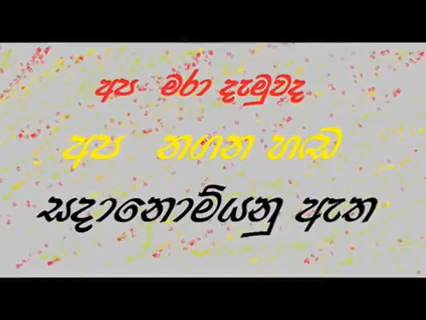 අප මරා දැමුවද
අප නගන හඬ
සදානොමියනු ඇත